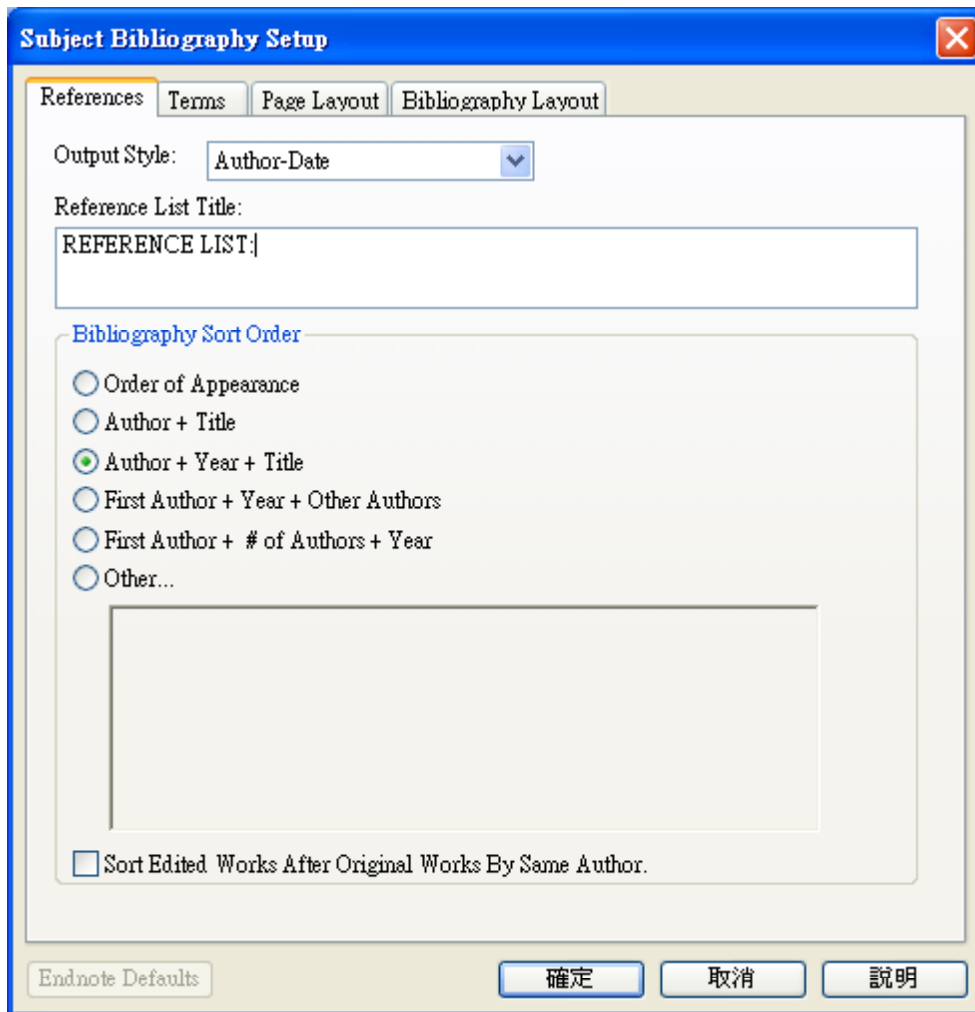 Subject Bibliography Setup
References Terms Page Layout Bibliography Layout
Output Style: Author-Date
Reference List Title:
REFERENCE LIST:
Bibliography Sort Order
Order of Appearance
Author + Title
Author + Year + Title
First Author + Year + Other Authors
First Author + # of Authors + Year
Other...
Sort Edited Works After Original Works By Same Author.
Endnote Defaults 確定 取消 說明